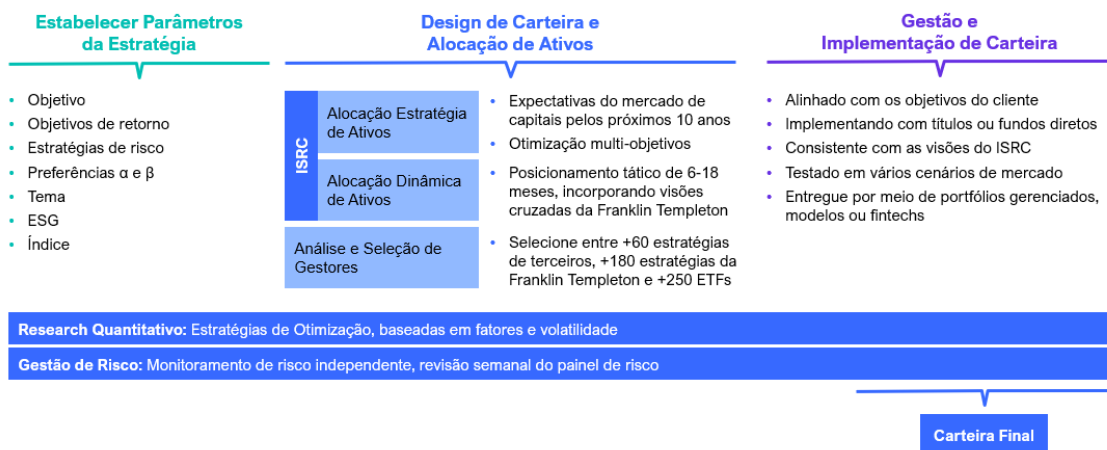 Estabelecer Parâmetros
da Estratégia
• Objetivo
• Objetivos de retorno
• Estratégias de risco
• Preferências α e β
• Tema
• ESG
• Índice
Design de Carteira e
Alocação de Ativos
ISRC
Alocação Estratégia
de Ativos
• Expectativas do mercado de
capitais pelos próximos 10 anos
• Otimização multi-objetivos
Alocação Dinâmica
de Ativos
• Posicionamento tático de 6-18
meses, incorporando visões
cruzadas da Franklin Templeton
Análise e Seleção de
Gestores
• Selecione entre +60 estratégias
de terceiros, +180 estratégias da
Franklin Templeton e +250 ETFs
Gestão e
Implementação de Carteira
• Alinhado com os objetivos do cliente
• Implementando com títulos ou fundos diretos
• Consistente com as visões do ISRC
• Testado em vários cenários de mercado
• Entregue por meio de portfólios gerenciados,
modelos ou fintechs
Research Quantitativo: Estratégias de Otimização, baseadas em fatores e volatilidade
Gestão de Risco: Monitoramento de risco independente, revisão semanal do painel de risco
Carteira Final